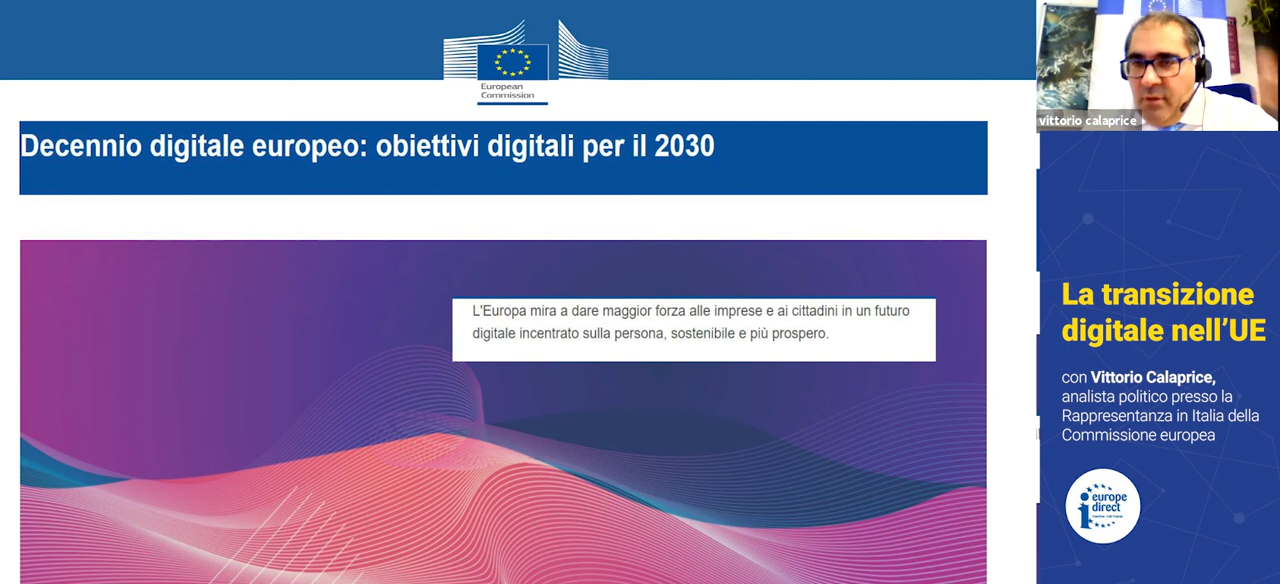 European
Commission
Decennio digitale europeo: obiettivi digitali per il 2030
L'Europa mira a dare maggior forza alle imprese e ai cittadini in un futuro
digitale incentrato sulla persona, sostenibile e più prospero.
vittorio calaprice
La transizione
digitale nell'UE
con Vittorio Calaprice,
analista politico presso la
Rappresentanza in Italia della
Commissione europea
europe
direct